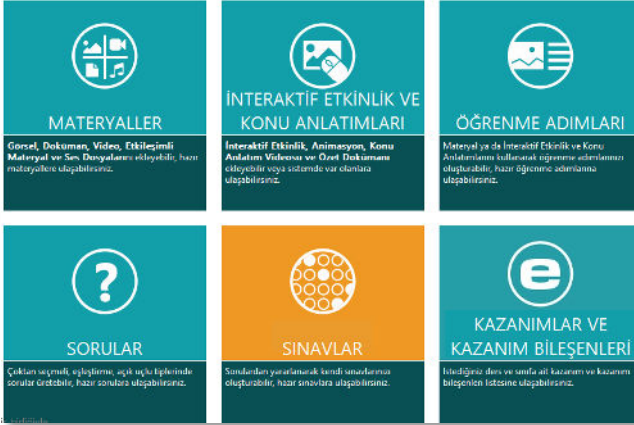 MATERYALLER
Görsel, Doküman, Video, Etkileşimli
Materyal ve Ses Dosyalarını ekleyebilir, hazır
materyallere ulaşabilirsiniz.
İNTERAKTİF ETKİNLİK VE
KONU ANLATIMLARI
İnteraktif Etkinlik, Animasyon, Konu
Anlatım Videosu ve Özet Dokümanı
ekleyebilir veya sistemde var olanlara
ulaşabilirsiniz.
ÖĞRENME ADIMLARI
Materyal ya da İnteraktif Etkinlik ve Konu
Anlatımlarını kullanarak öğrenme adımlarınızı
oluşturabilir, hazır öğrenme adımlarına
ulaşabilirsiniz.
SORULAR
Çoktan seçmeli, eşleştirme, açık uçlu tiplerinde
sorular üretebilir, hazır sorulara ulaşabilirsiniz.
SINAVLAR
Sorulardan yararlanarak kendi sınavlarınızı
oluşturabilir, hazır sınavlara ulaşabilirsiniz.
e
KAZANIMLAR VE
KAZANIM BİLEŞENLERİ
İstediğiniz ders ve sınıfa ait kazanım ve kazanım
bileşenleri listesine ulaşabilirsiniz.